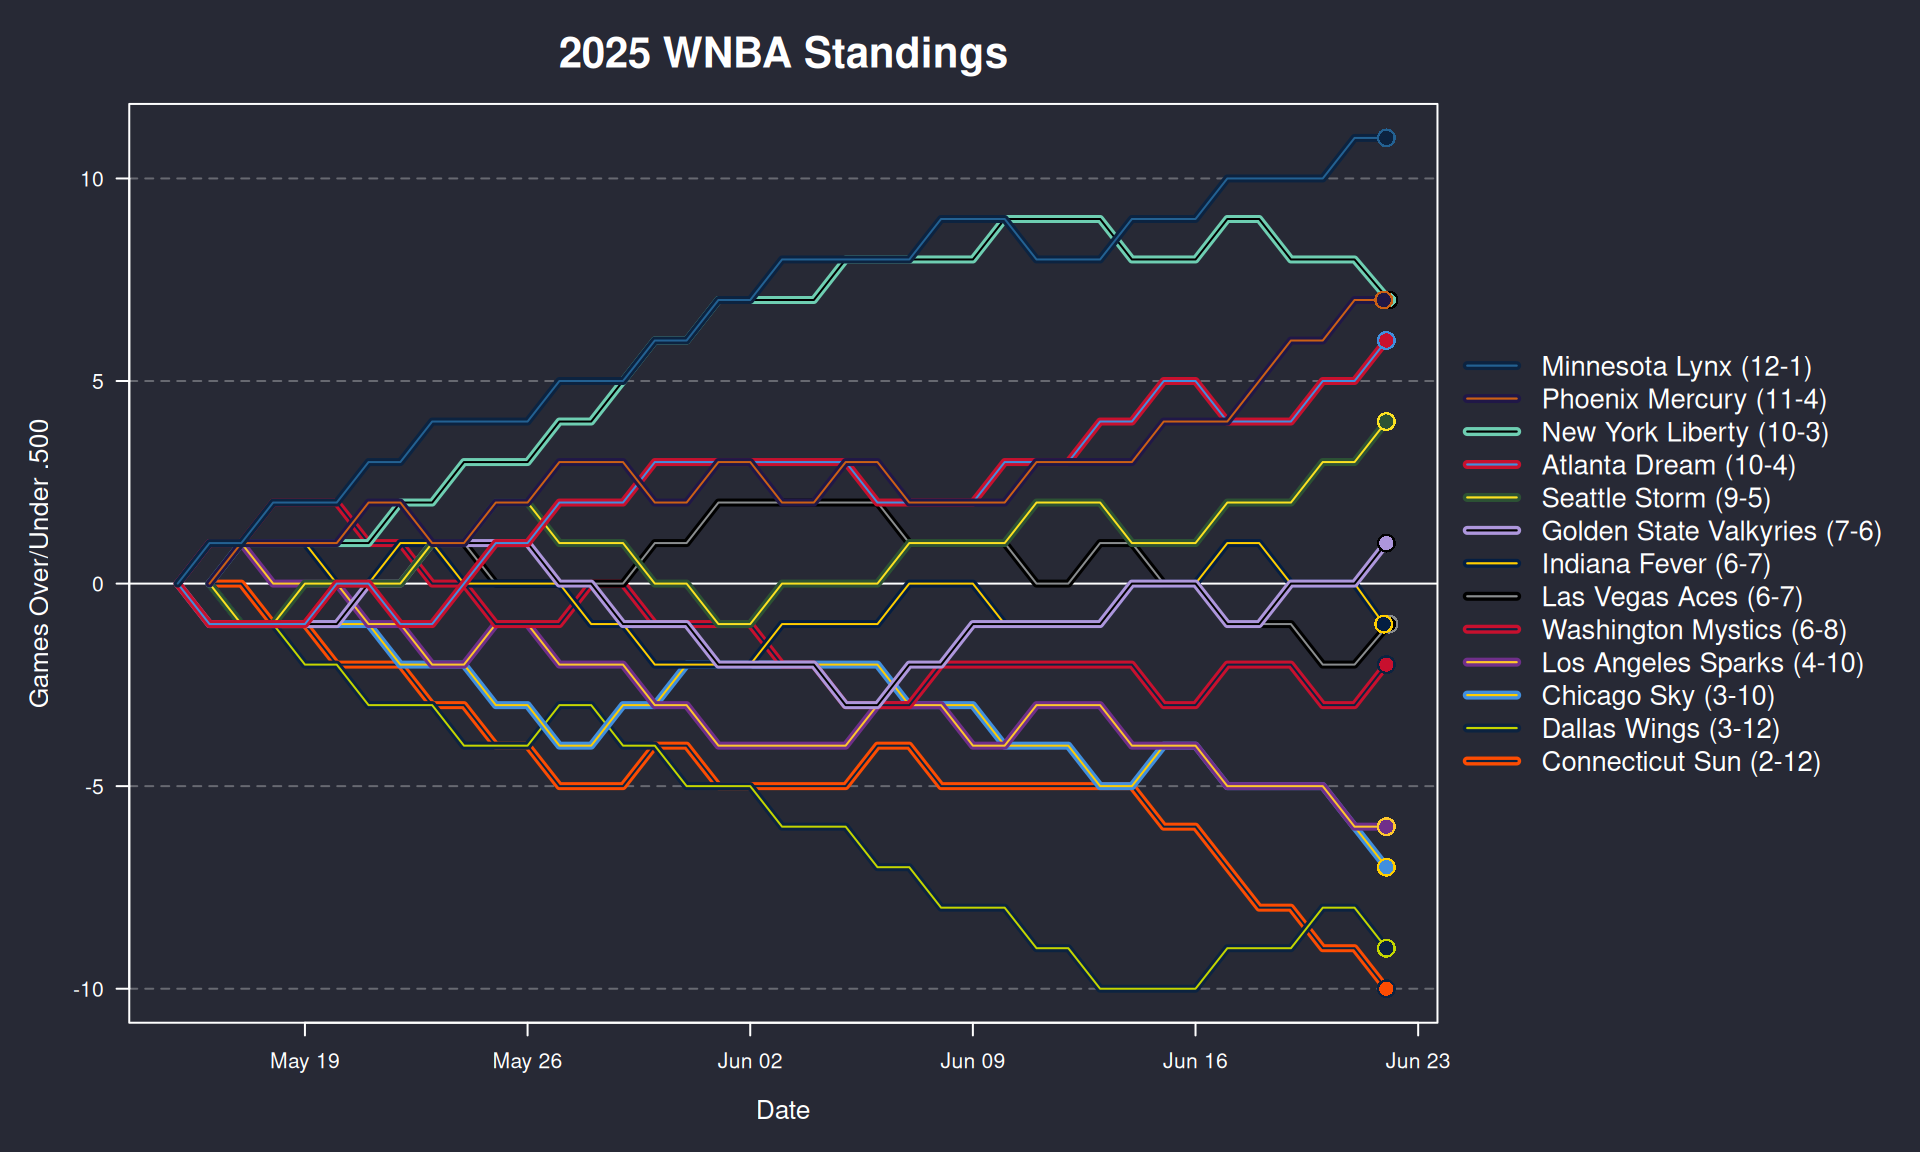 2025 WNBA Standings
Games Over/Under .500
10
5
0
-5
-10
May 19
May 26
Jun 02
Jun 09
Jun 16
Jun 23
Date
Minnesota Lynx (12-1)
Phoenix Mercury (11-4)
New York Liberty (10-3)
Atlanta Dream (10-4)
Seattle Storm (9-5)
Golden State Valkyries (7-6)
Indiana Fever (6-7)
Las Vegas Aces (6-7)
Washington Mystics (6-8)
Los Angeles Sparks (4-10)
Chicago Sky (3-10)
Dallas Wings (3-12)
Connecticut Sun (2-12)